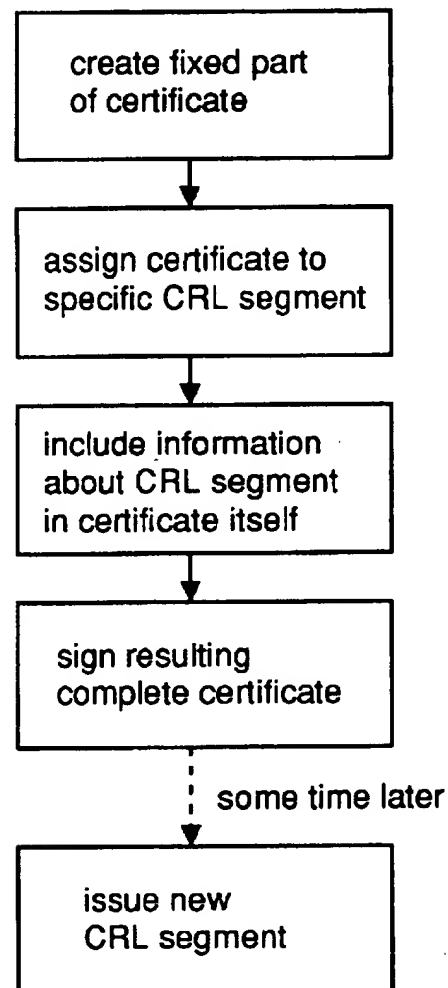 create fixed part
of certificate
assign certificate to
specific CRL segment
include information
about CRL segment
in certificate itself
sign resulting
complete certificate
some time later
issue new
CRL segment